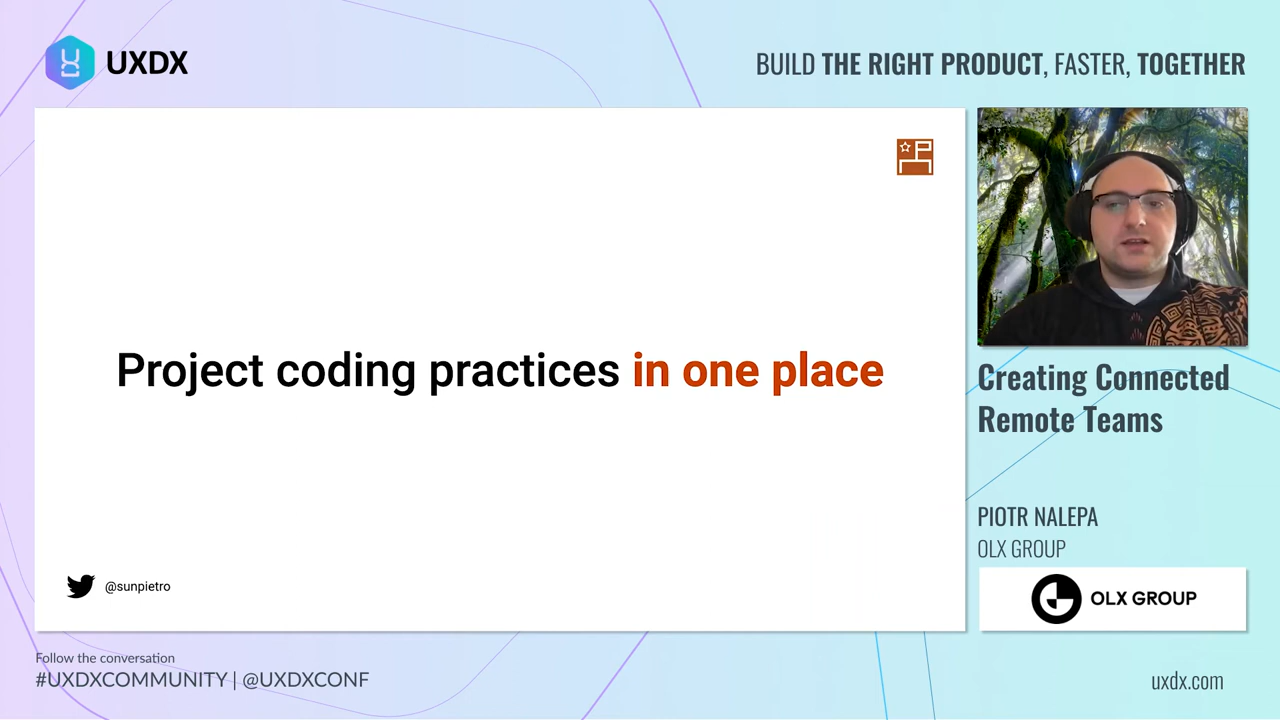 UXDX
BUILD THE RIGHT PRODUCT, FASTER, TOGETHER
Project coding practices in one place
@sunpietro
Creating Connected
Remote Teams
PIOTR NALEPA
OLX GROUP
OLX GROUP
Follow the conversation
#UXDXCOMMUNITY | @UXDXCONF
uxdx.com